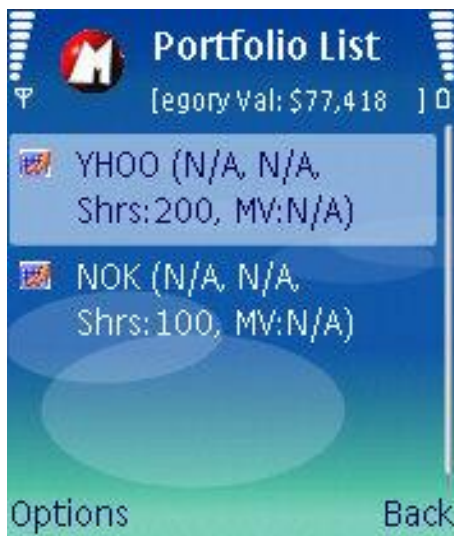 Portfolio List
[egory Val: $77,418 ]
YHOO (N/A, N/A,
Shrs:200, MV:N/A)
NOK (N/A, N/A,
Shrs:100, MV:N/A)
Options Back